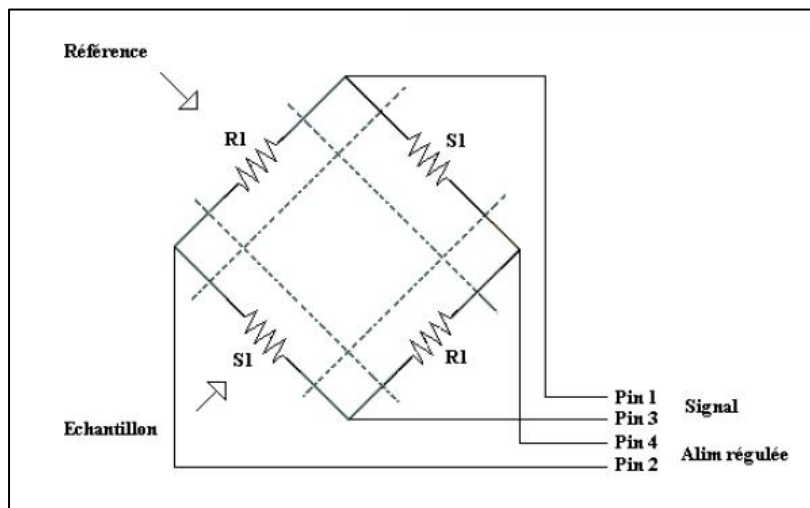 Référence
R1
S1
S1
R1
Echantillon
Pin 1
Signal
Pin 3
Pin 4
Alim régulée
Pin 2